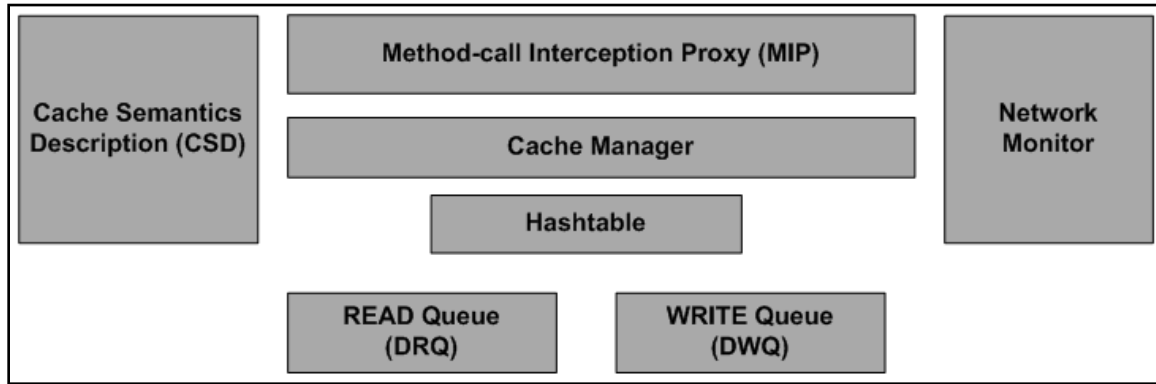 Cache Semantics
Description (CSD)
Method-call Interception Proxy (MIP)
Cache Manager
Hashtable
READ Queue
(DRQ)
WRITE Queue
(DWQ)
Network
Monitor